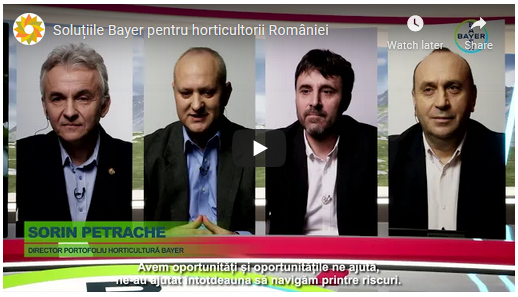 Soluțiile Bayer pentru horticultorii României
Watch later
Share
BAYER
SORIN PETRACHE
DIRECTOR PORTOFOLIU HORTICULTURĂ BAYER
Avem oportunități și oportunitățile ne ajuta,
ne-au ajutat întotdeauna să navigăm printre riscuri.